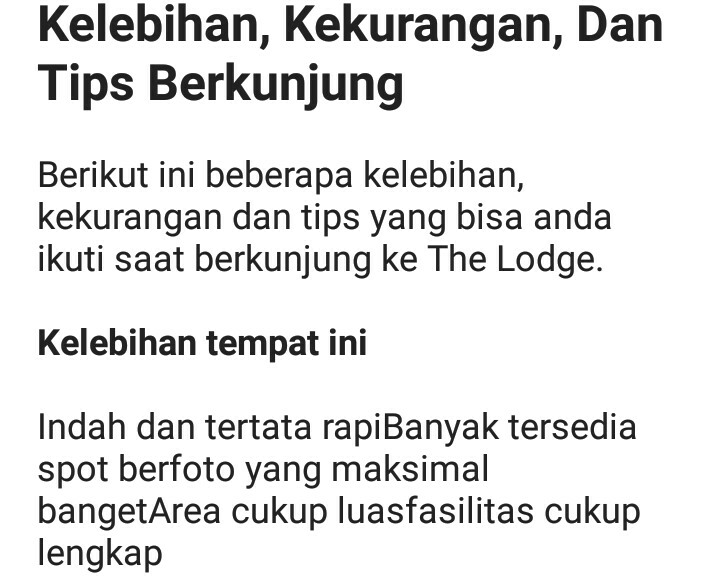 Kelebihan, Kekurangan, Dan
Tips Berkunjung
Berikut ini beberapa kelebihan,
kekurangan dan tips yang bisa anda
ikuti saat berkunjung ke The Lodge.
Kelebihan tempat ini
Indah dan tertata rapiBanyak tersedia
spot berfoto yang maksimal
bangetArea cukup luasfasilitas cukup
lengkap